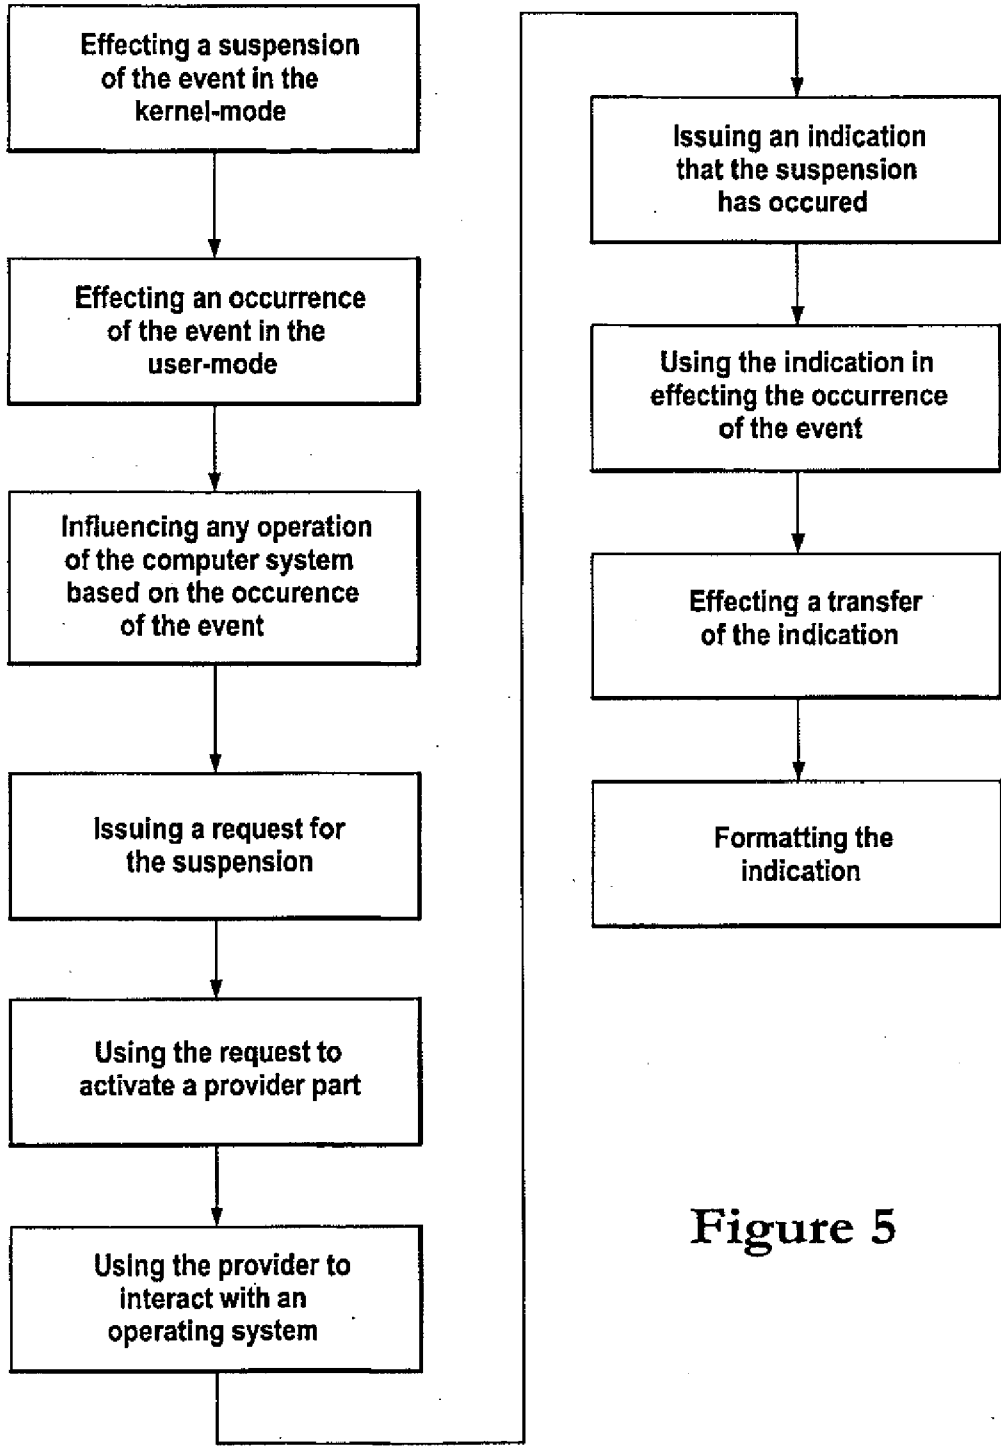 Effecting a suspension
of the event in the
kernel-mode
Effecting an occurrence
of the event in the
user-mode
Influencing any operation
of the computer system
based on the occurence
of the event
Issuing a request for
the suspension
Using the request to
activate a provider part
Using the provider to
interact with an
operating system
Issuing an indication
that the suspension
has occured
Using the indication in
effecting the occurrence
of the event
Effecting a transfer
of the indication
Formatting the
indication
Figure 5